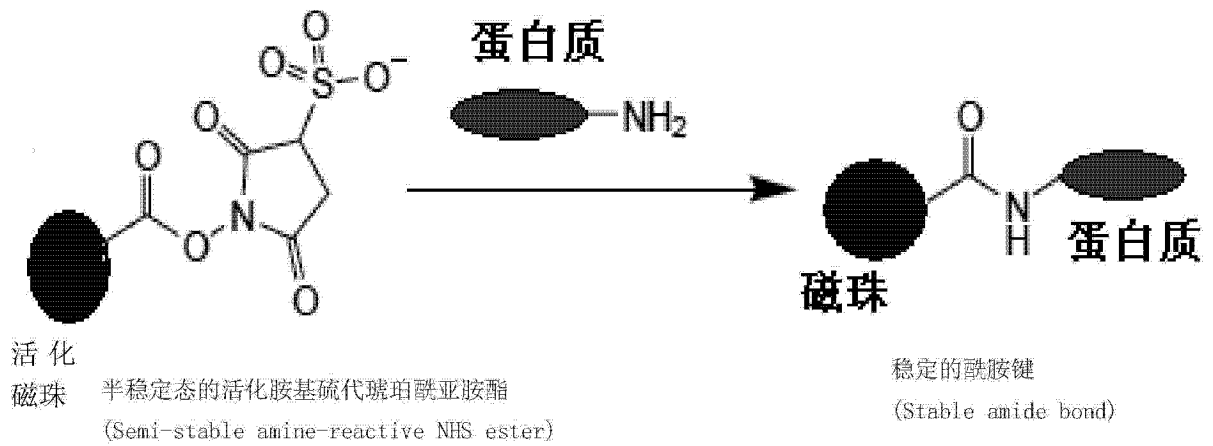 蛋白质
O
O
S
O⁻
O
O
O
N
O
NH₂
O
N
H
蛋白质
磁珠
活化
磁珠
半稳定态的活化胺基硫代琥珀酰亚胺酯
(Semi-stable amine-reactive NHS ester)
稳定的酰胺键
(Stable amide bond)